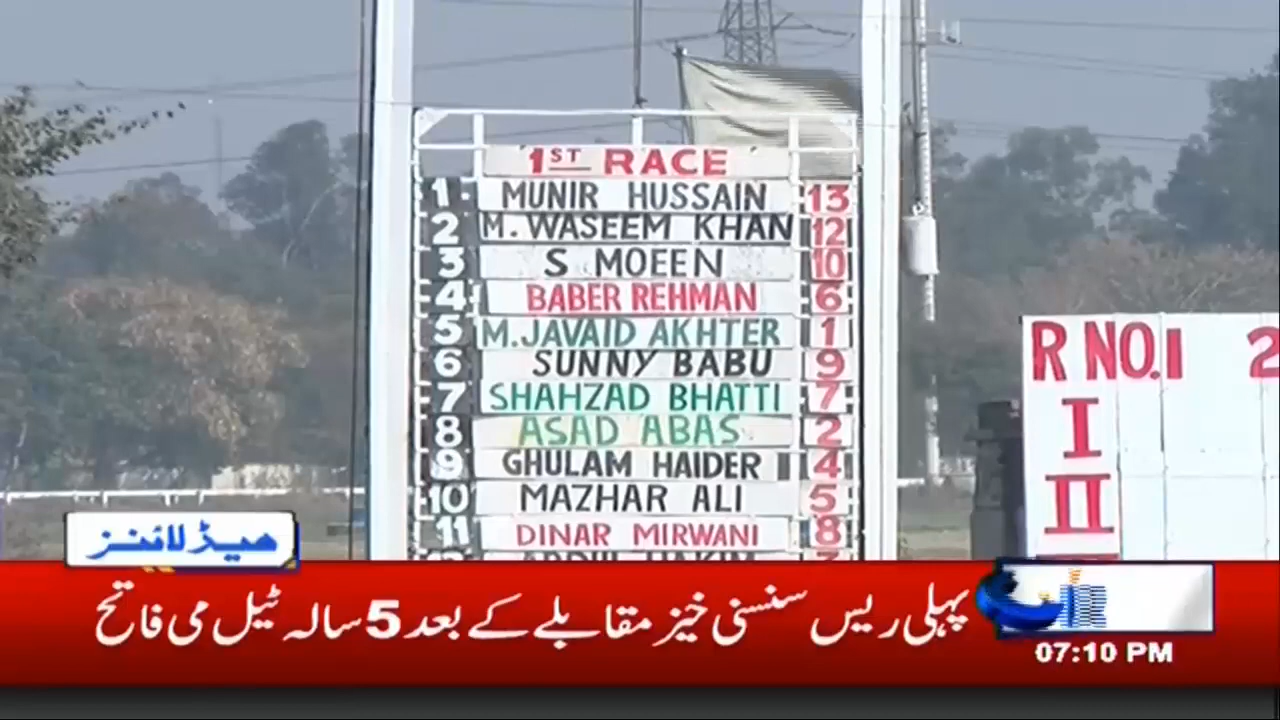 1ST RACE
1 MUNIR HUSSAIN 13
2 M. WASEEM KHAN 12
3 S MOEEN 10
4 BABER REHMAN 6
5 M. JAVAID AKHTER 1
6 SUNNY BABU 9
7 SHAHZAD BHATTI 7
8 ASAD ABAS 2
9 GHULAM HAIDER 4
10 MAZHAR ALI 5
11 DINAR MIRWANI 8
R NO.1 2
I
II
ہیڈلائنز
پہلی ریس سنسنی خیز مقابلے کے بعد 5 سالہ ٹیل می فاتح
07:10 PM